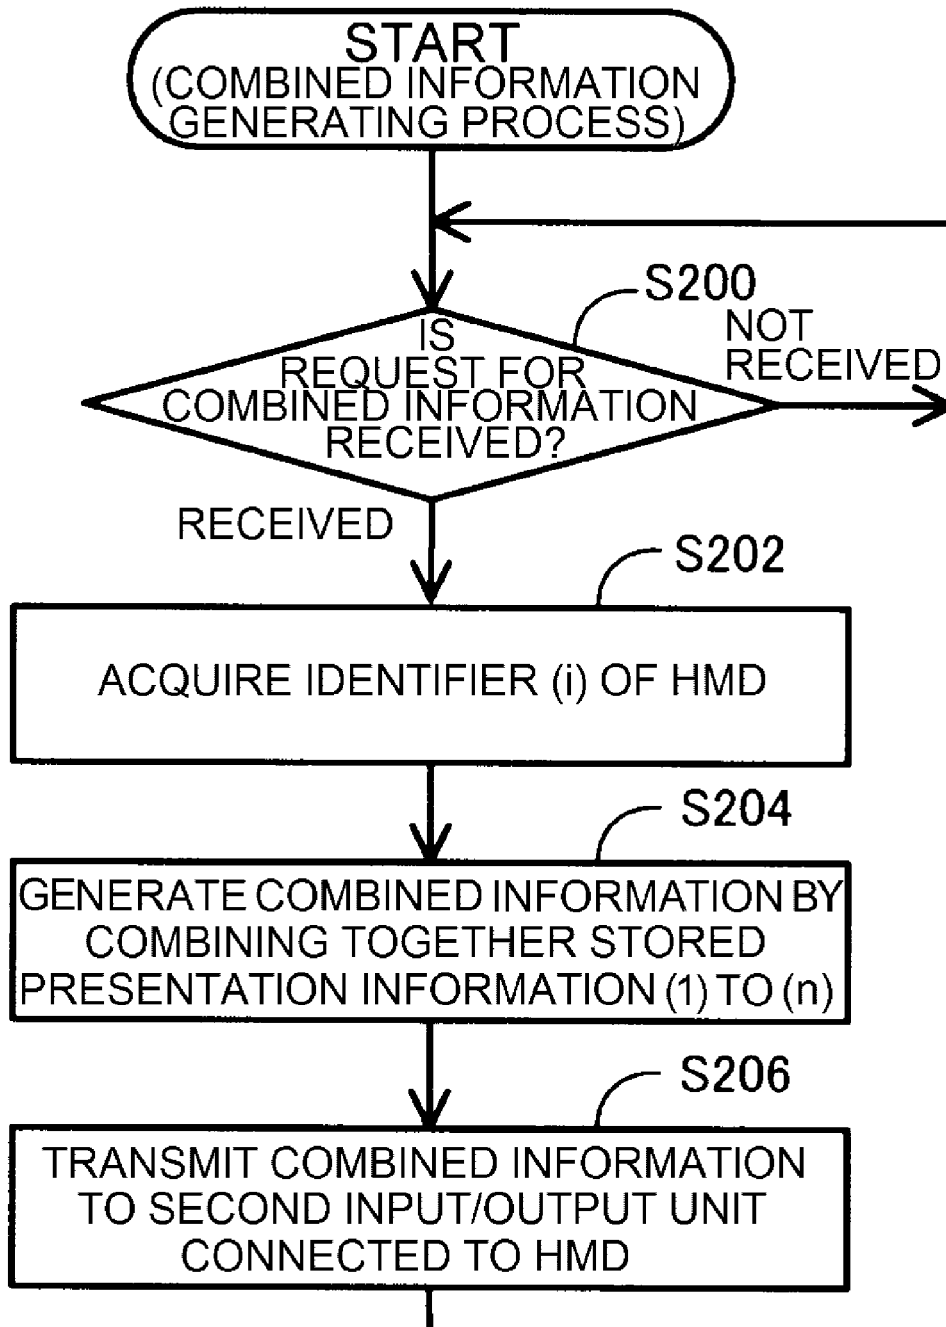 START
(COMBINED INFORMATION
GENERATING PROCESS)
S200
IS
REQUEST FOR
COMBINED INFORMATION
RECEIVED?
NOT
RECEIVED
RECEIVED
S202
ACQUIRE IDENTIFIER (i) OF HMD
S204
GENERATE COMBINED INFORMATION BY
COMBINING TOGETHER STORED
PRESENTATION INFORMATION (1) TO (n)
S206
TRANSMIT COMBINED INFORMATION
TO SECOND INPUT/OUTPUT UNIT
CONNECTED TO HMD